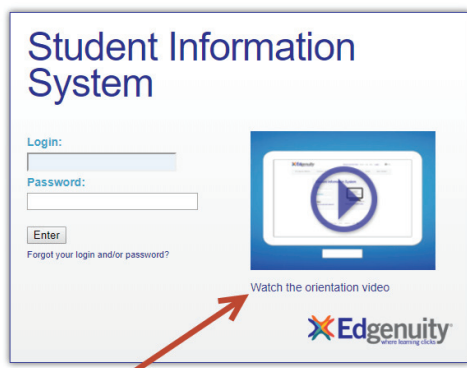 Student Information
System
Login:
Password:
Enter
Forgot your login and/or password?
Watch the orientation video
Edgenuity
where learning clicks